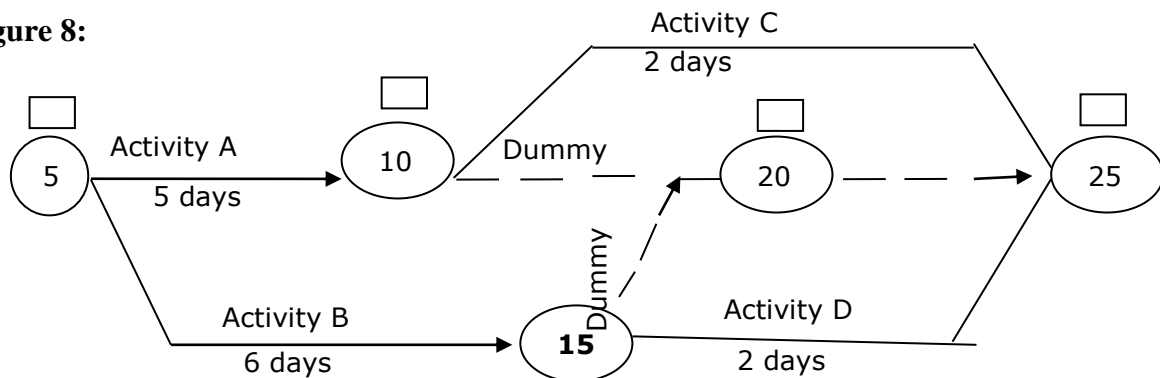 gure 8:
Activity C
2 days
Activity A
5
10
Dummy
20
25
5 days
Dummy
Activity B
15
Activity D
6 days
2 days